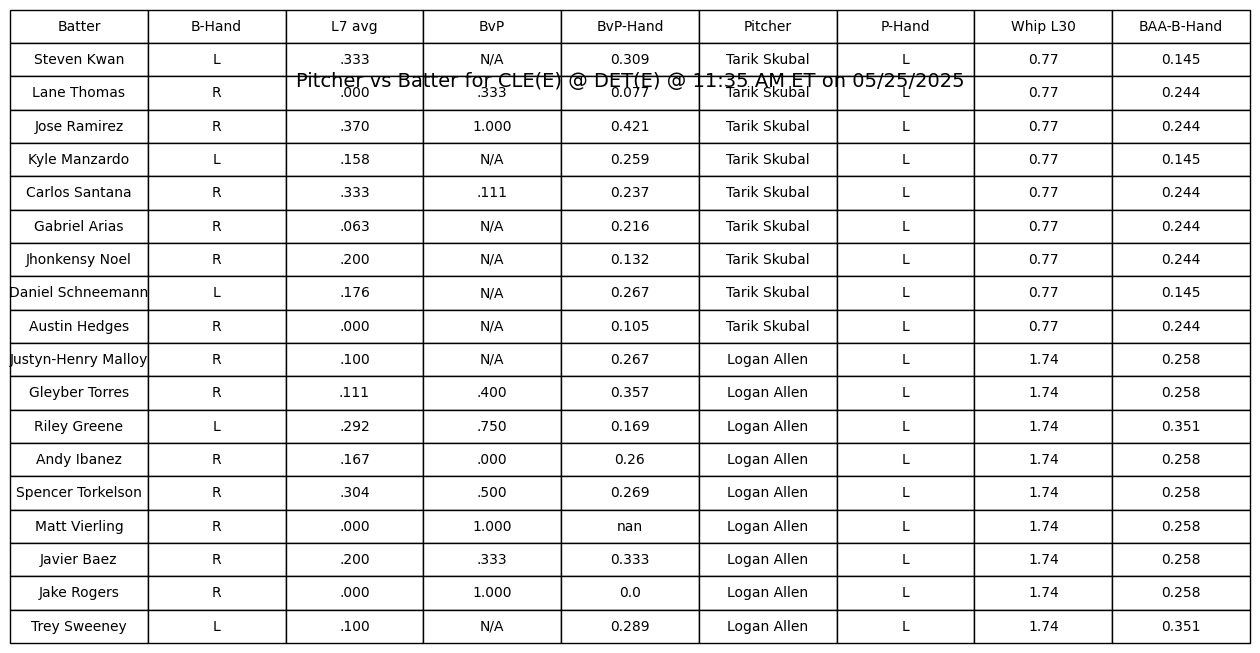 Batter B-Hand L7 avg BvP BvP-Hand Pitcher P-Hand Whip L30 BAA-B-Hand
Steven Kwan L .333 N/A 0.309 Tarik Skubal L 0.77 0.145
Pitcher vs Batter for CLE(E) @ DET(E) @ 11:35 AM ET on 05/25/2025
Lane Thomas R .000 .333 0.077 Tarik Skubal L 0.77 0.244
Jose Ramirez R .370 1.000 0.421 Tarik Skubal L 0.77 0.244
Kyle Manzardo L .158 N/A 0.259 Tarik Skubal L 0.77 0.145
Carlos Santana R .333 .111 0.237 Tarik Skubal L 0.77 0.244
Gabriel Arias R .063 N/A 0.216 Tarik Skubal L 0.77 0.244
Jhonkensy Noel R .200 N/A 0.132 Tarik Skubal L 0.77 0.244
Daniel Schneemann L .176 N/A 0.267 Tarik Skubal L 0.77 0.145
Austin Hedges R .000 N/A 0.105 Tarik Skubal L 0.77 0.244
Justyn-Henry Malloy R .100 N/A 0.267 Logan Allen L 1.74 0.258
Gleyber Torres R .111 .400 0.357 Logan Allen L 1.74 0.258
Riley Greene L .292 .750 0.169 Logan Allen L 1.74 0.351
Andy Ibanez R .167 .000 0.26 Logan Allen L 1.74 0.258
Spencer Torkelson R .304 .500 0.269 Logan Allen L 1.74 0.258
Matt Vierling R .000 1.000 nan Logan Allen L 1.74 0.258
Javier Baez R .200 .333 0.333 Logan Allen L 1.74 0.258
Jake Rogers R .000 1.000 0.0 Logan Allen L 1.74 0.258
Trey Sweeney L .100 N/A 0.289 Logan Allen L 1.74 0.351